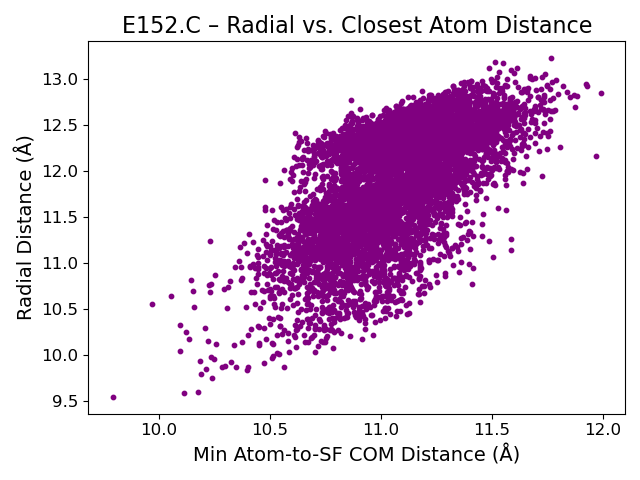 E152.C – Radial vs. Closest Atom Distance
Radial Distance (Å)
13.0
12.5
12.0
11.5
11.0
10.5
10.0
9.5
10.0 10.5 11.0 11.5 12.0
Min Atom-to-SF COM Distance (Å)